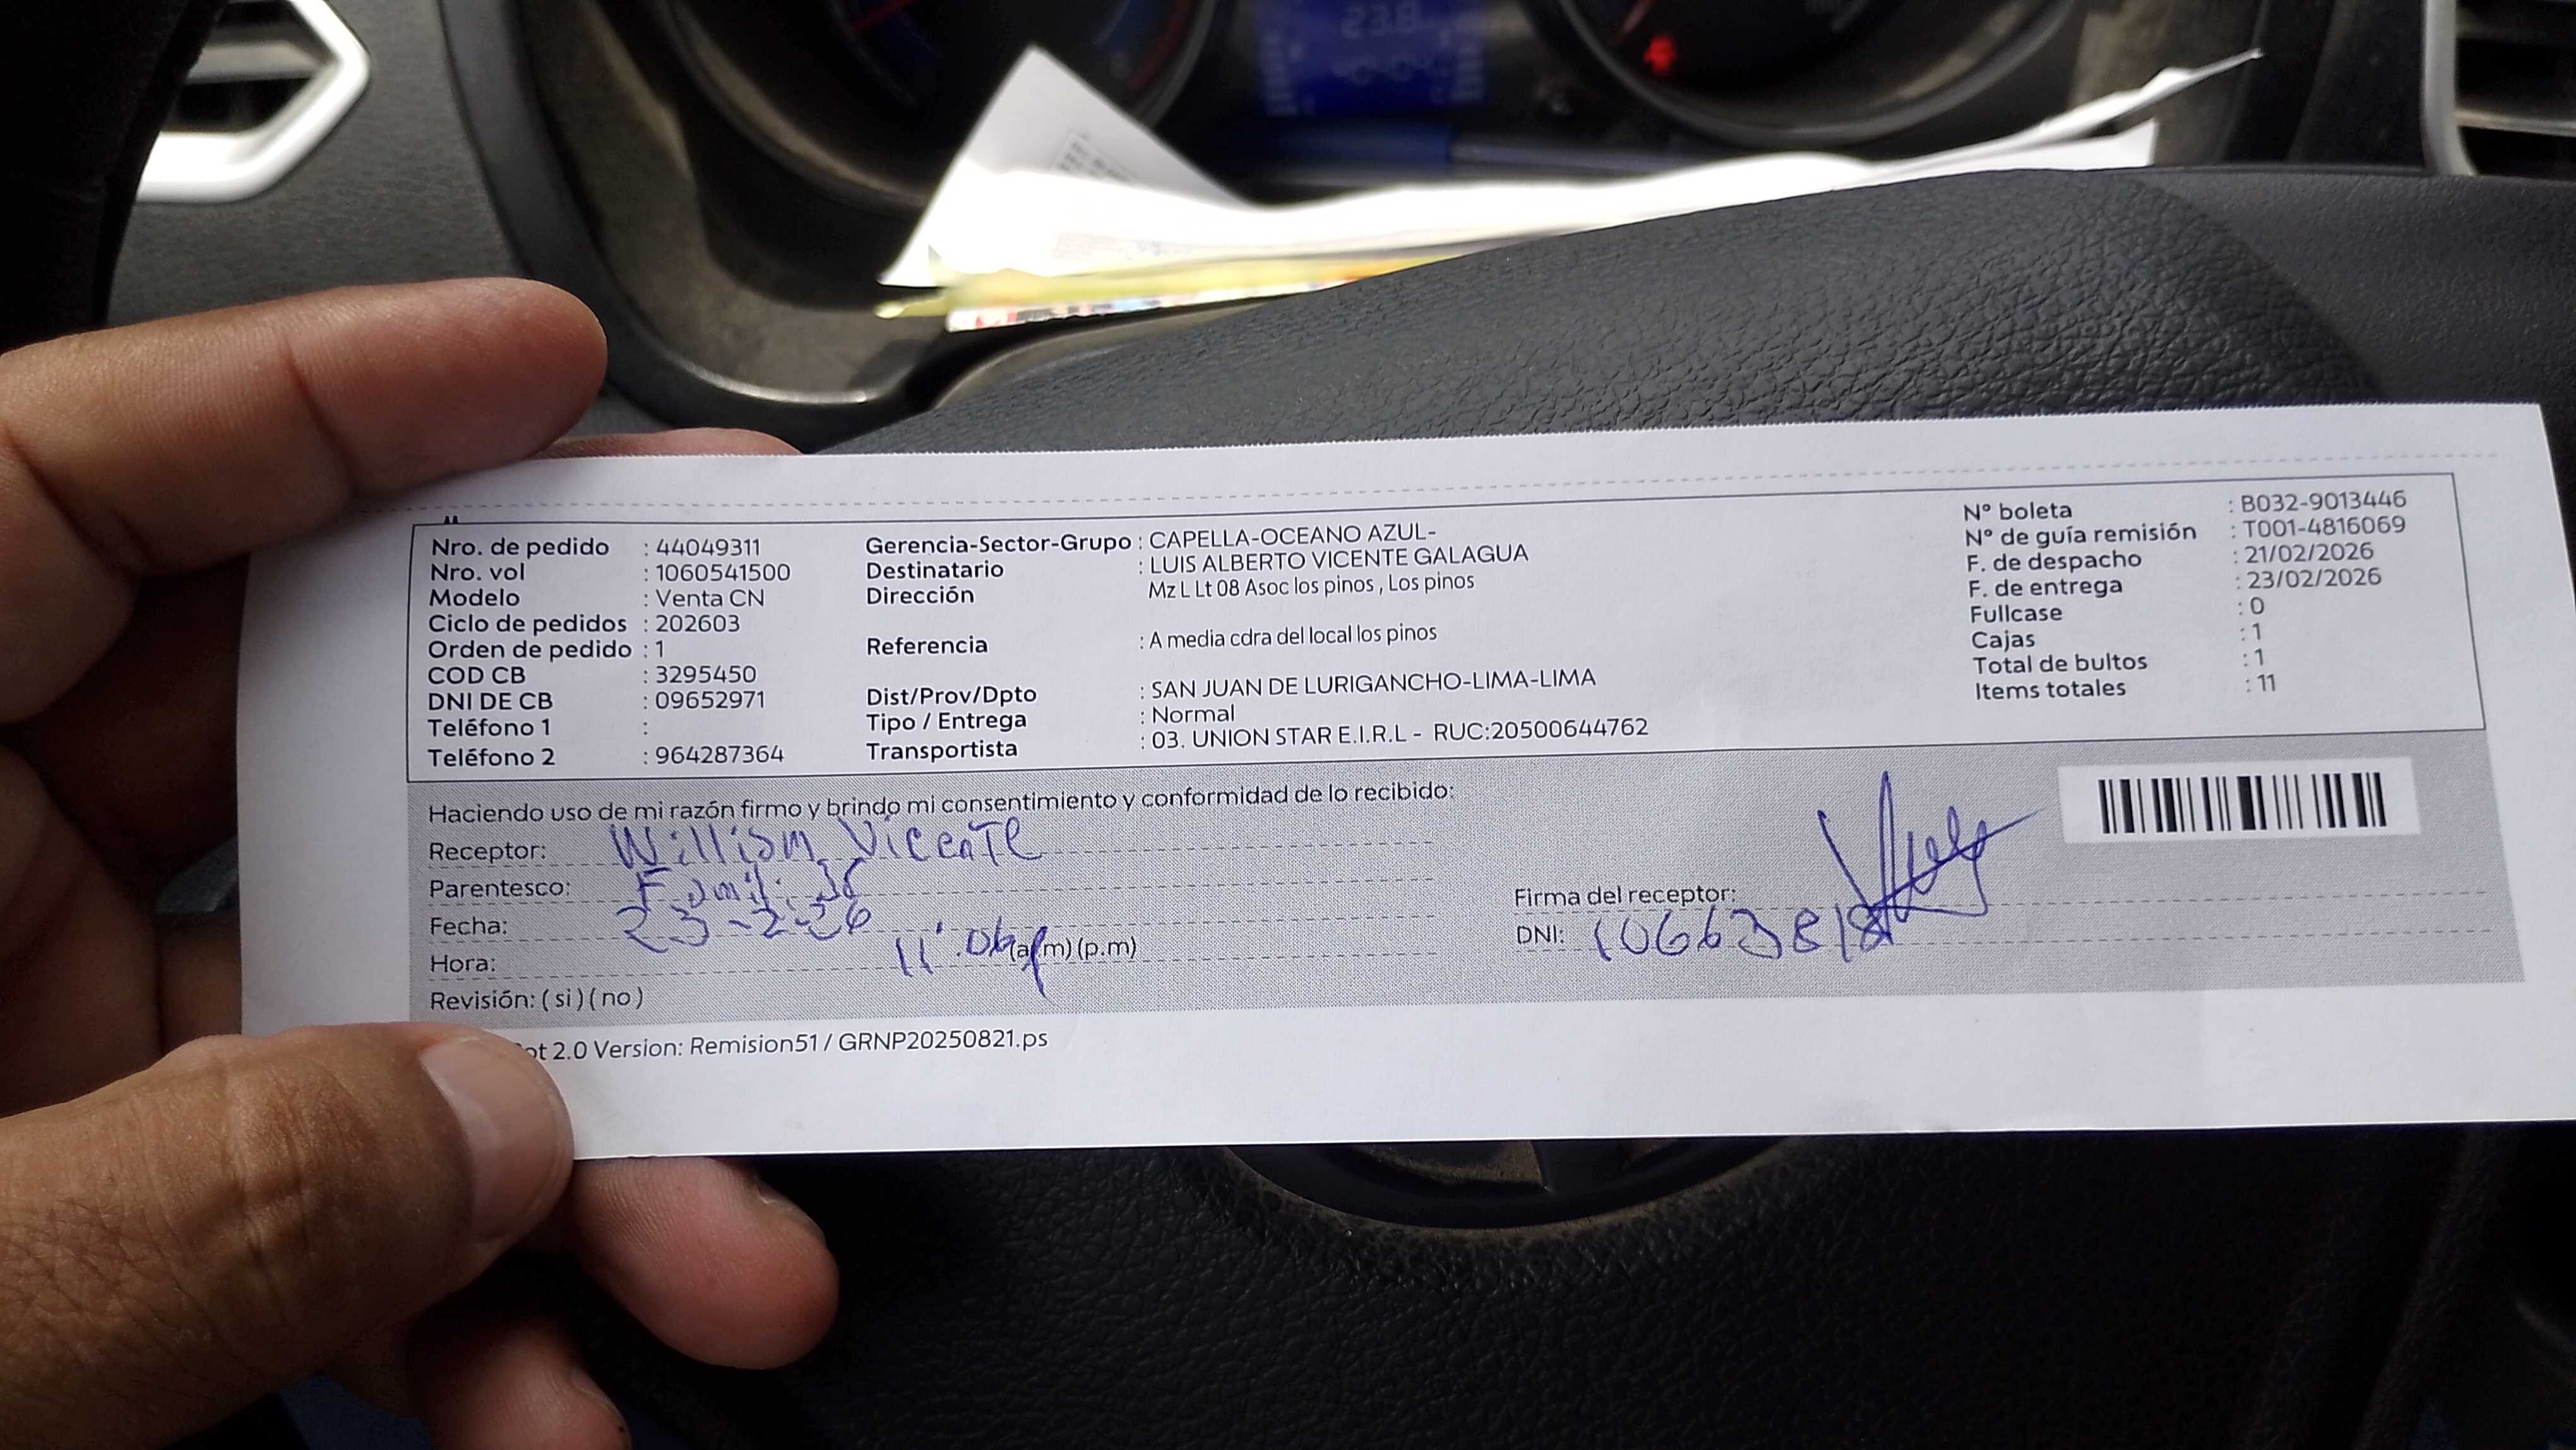 Nro. de pedido : 44049311
Nro. vol : 1060541500
Modelo : Venta CN
Ciclo de pedidos : 202603
Orden de pedido : 1
COD CB : 3295450
DNI DE CB : 09652971
Teléfono 1 :
Teléfono 2 : 964287364
Gerencia-Sector-Grupo : CAPELLA-OCEANO AZUL-
Destinatario : LUIS ALBERTO VICENTE GALAGUA
Dirección Mz L Lt 08 Asoc los pinos , Los pinos
Referencia : A media cdra del local los pinos
Dist/Prov/Dpto : SAN JUAN DE LURIGANCHO-LIMA-LIMA
Tipo / Entrega : Normal
Transportista : 03. UNION STAR E.I.R.L - RUC:20500644762
N° boleta : B032-9013446
N° de guía remisión : T001-4816069
F. de despacho : 21/02/2026
F. de entrega : 23/02/2026
Fullcase : 0
Cajas : 1
Total de bultos : 1
Items totales : 11
Haciendo uso de mi razón firmo y brindo mi consentimiento y conformidad de lo recibido:
Receptor: William Vicente
Parentesco: Familiar
Fecha: 23-2-26
Hora: 11:06 (a.m) (p.m)
Revisión: ( si ) ( no )
Firma del receptor:
DNI: 10663818
2.0 Version: Remision51 / GRNP20250821.ps
23.8